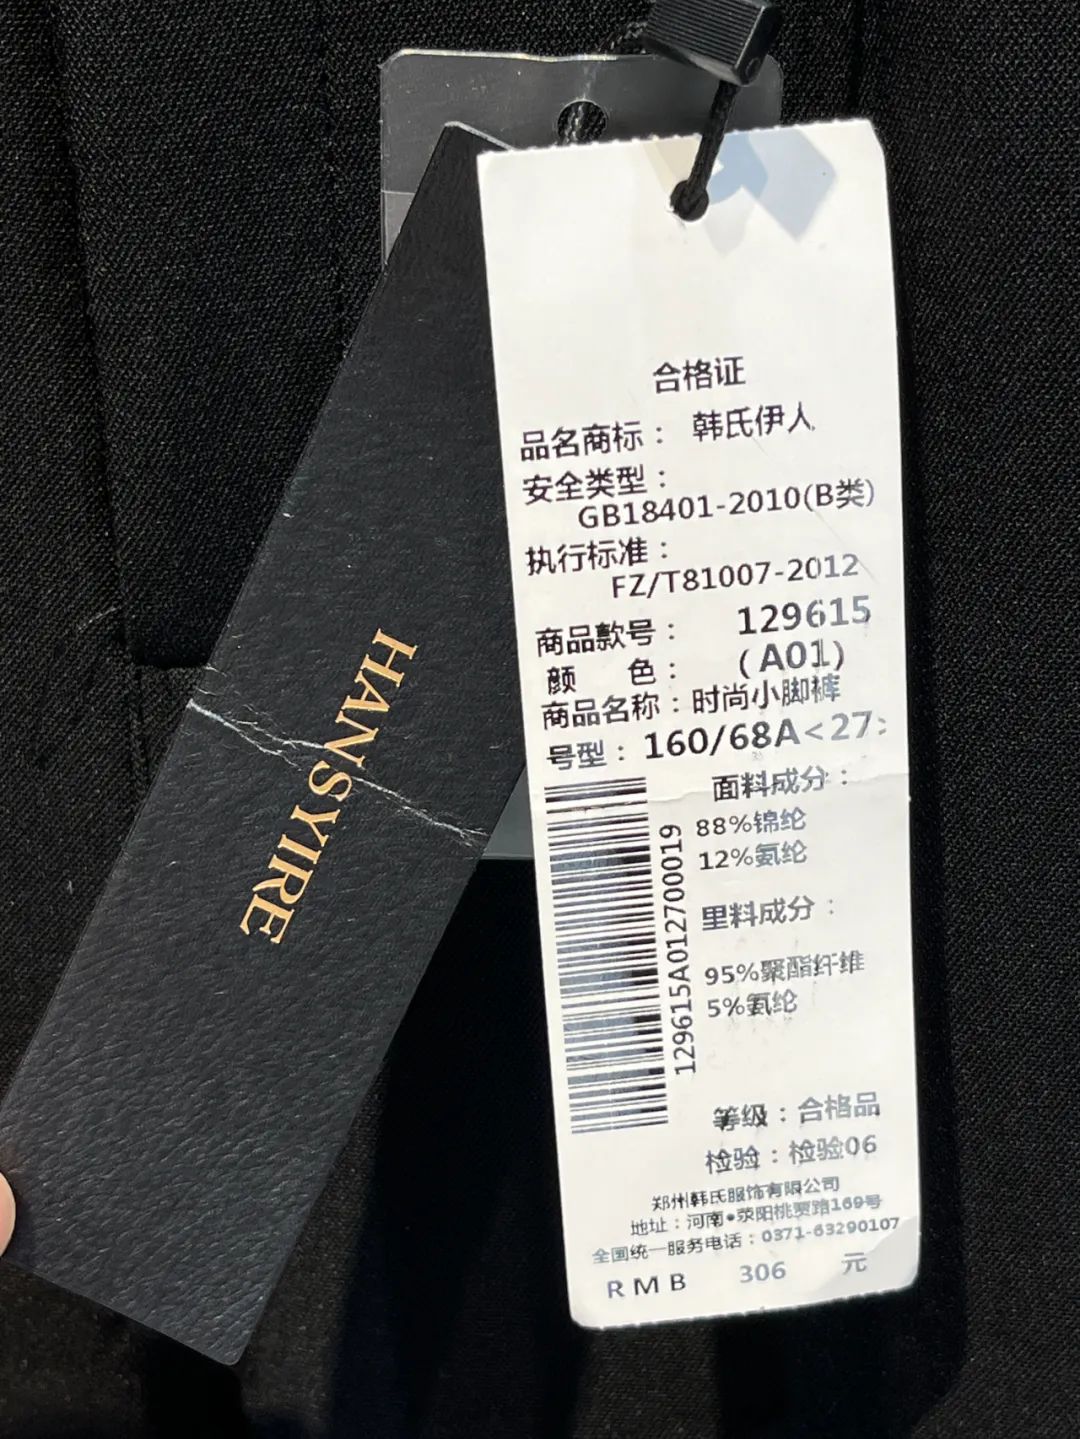 HANSYIRE
合格证
品名商标： 韩氏伊人
安全类型：
GB18401-2010(B类)
执行标准：
FZ/T81007-2012
商品款号： 129615
颜 色： (A01)
商品名称：时尚小脚裤
号型：160/68A<27>
面料成分：
88%锦纶
12%氨纶
里料成分：
95%聚酯纤维
5%氨纶
129615A012700019
等级：合格品
检验：检验06
郑州韩氏服饰有限公司
地址：河南•荥阳桃贾路169号
全国统一服务电话：0371-63290107
RMB 306 元